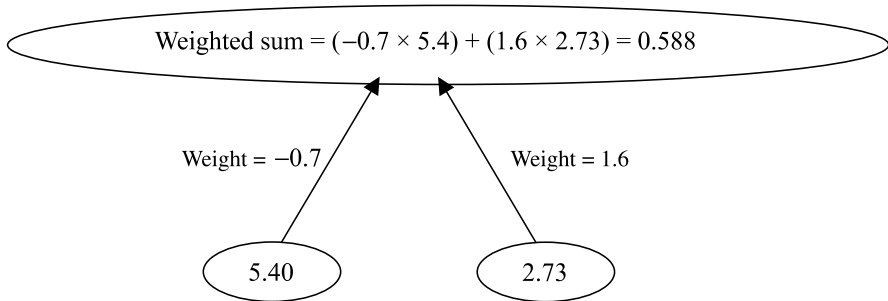 Weighted sum = (−0.7 × 5.4) + (1.6 × 2.73) = 0.588
Weight = −0.7
Weight = 1.6
5.40
2.73